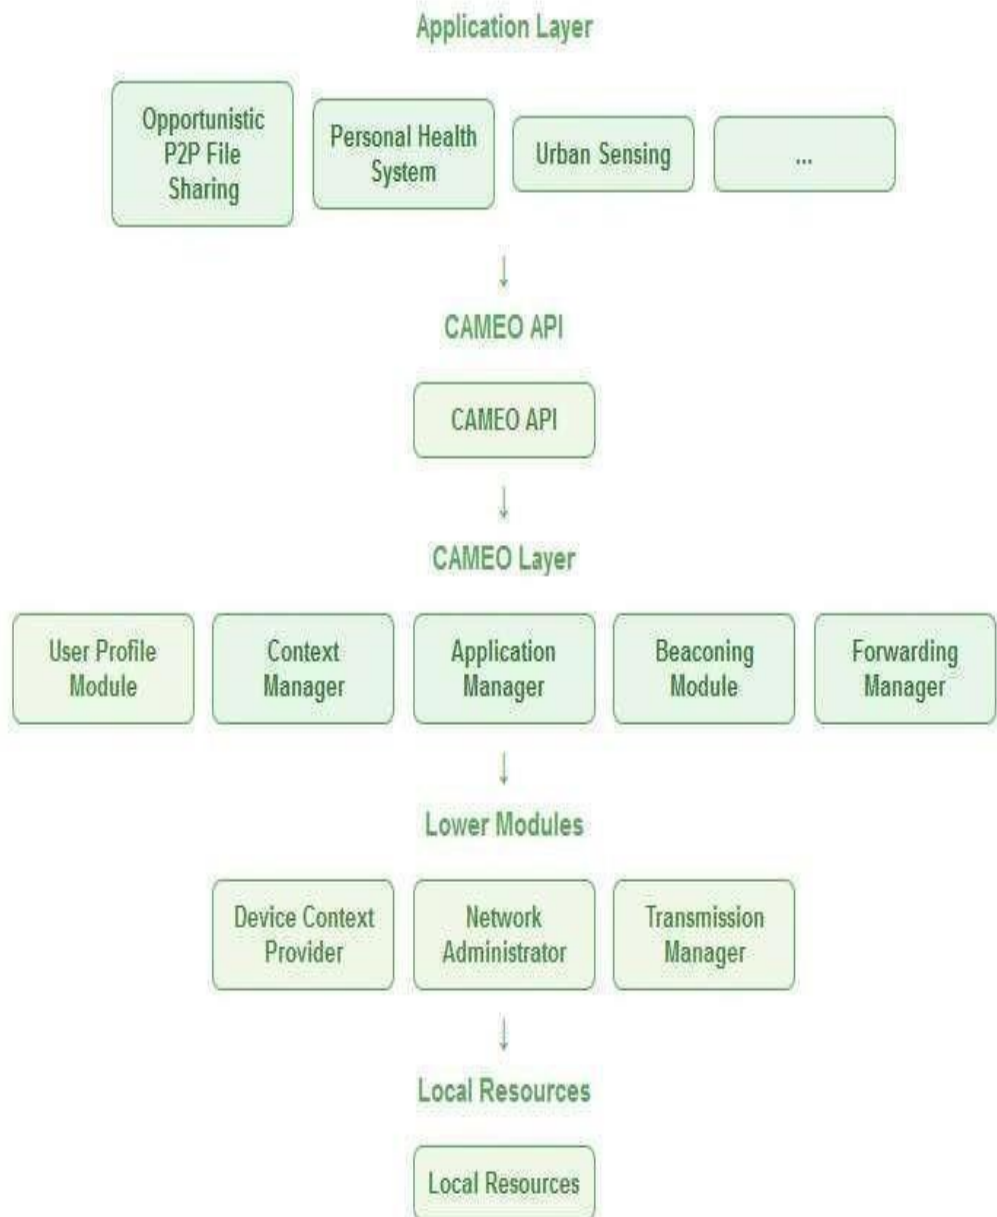 Application Layer
Opportunistic
P2P File
Sharing
Personal Health
System
Urban Sensing
...
CAMEO API
CAMEO API
CAMEO Layer
User Profile
Module
Context
Manager
Application
Manager
Beaconing
Module
Forwarding
Manager
Lower Modules
Device Context
Provider
Network
Administrator
Transmission
Manager
Local Resources
Local Resources